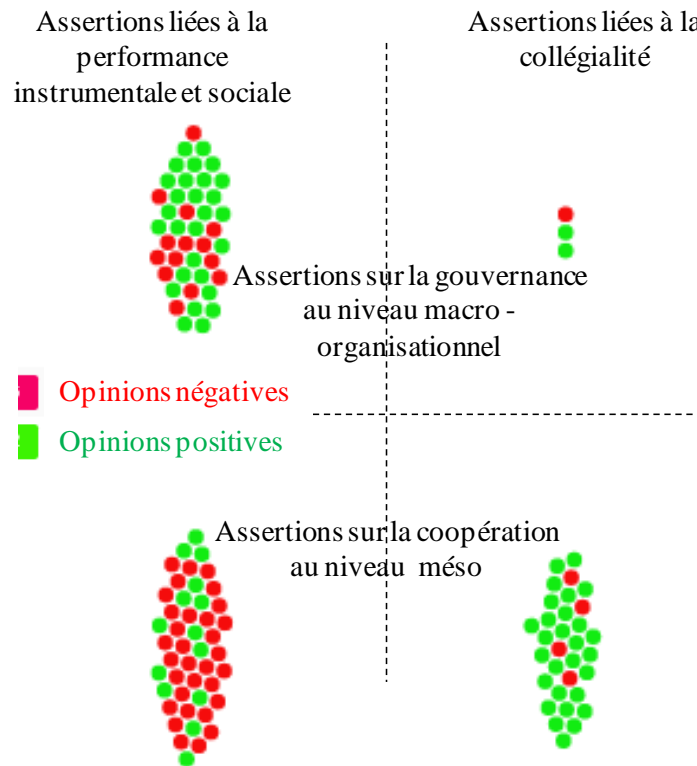 Assertions liées à la
performance
instrumentale et sociale
Assertions liées à la
collégialité
Assertions sur la gouvernance
au niveau macro -
organisationnel
Opinions négatives
Opinions positives
Assertions sur la coopération
au niveau méso